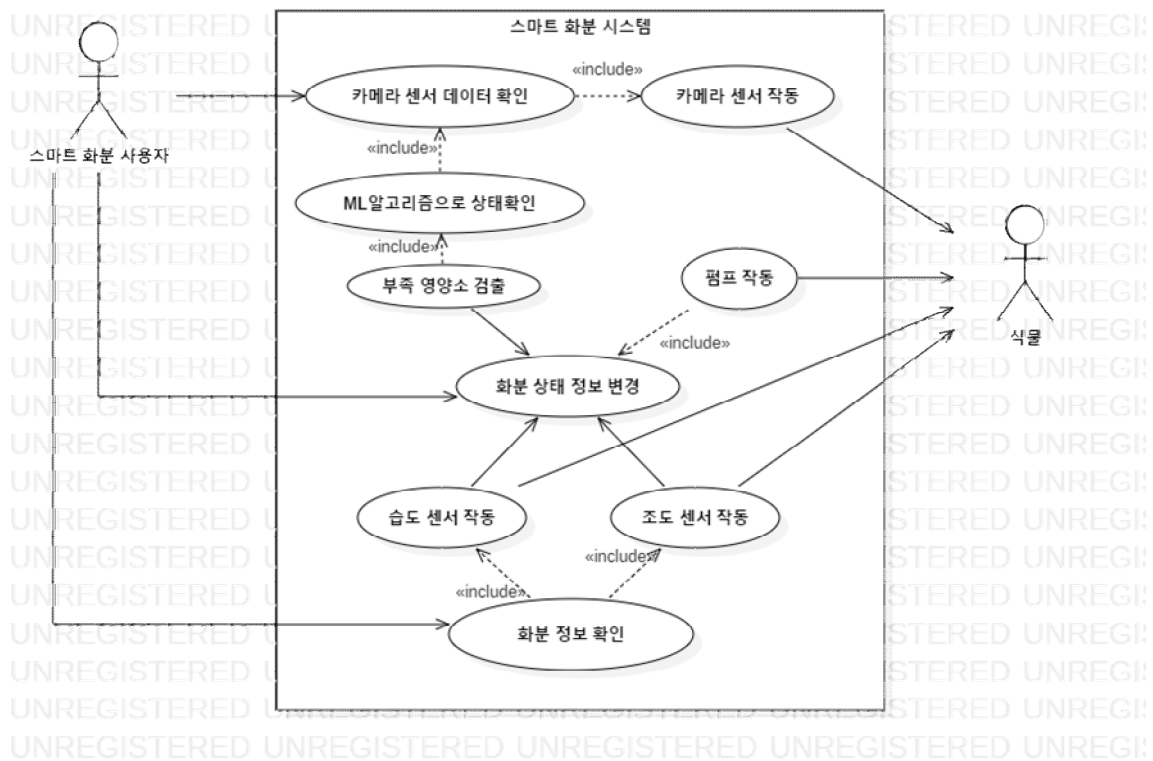 스마트 화분 시스템
카메라 센서 데이터 확인
«include»
카메라 센서 작동
스마트 화분 사용자
«include»
ML알고리즘으로 상태확인
«include»
부족 영양소 검출
펌프 작동
식물
«include»
화분 상태 정보 변경
습도 센서 작동
조도 센서 작동
«include»
«include»
화분 정보 확인
UNREGISTERED